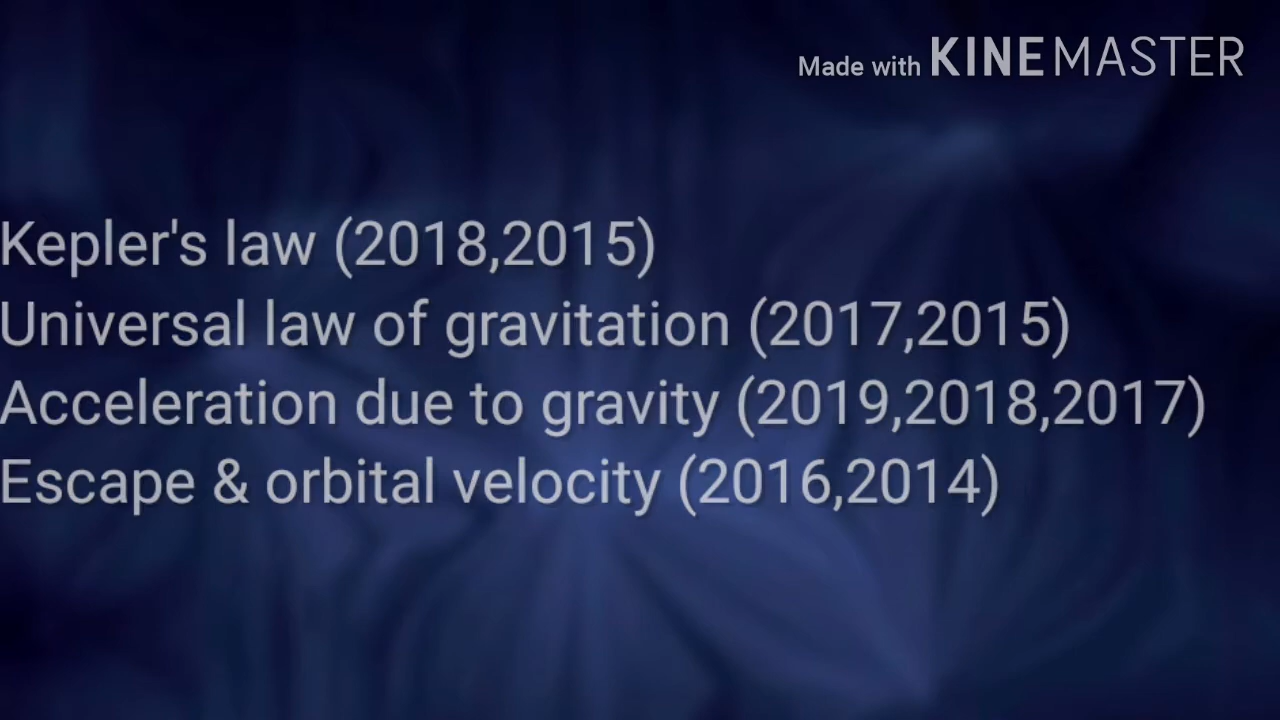 Made with KINEMASTER
Kepler's law (2018,2015)
Universal law of gravitation (2017,2015)
Acceleration due to gravity (2019,2018,2017)
Escape & orbital velocity (2016,2014)